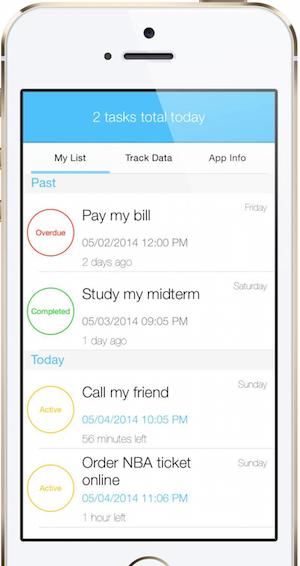 2 tasks total today
My List Track Data App Info
Past
Friday
Pay my bill
Overdue
05/02/2014 12:00 PM
2 days ago
Saturday
Study my midterm
Completed
05/03/2014 09:05 PM
1 day ago
Today
Sunday
Call my friend
Active
05/04/2014 10:05 PM
56 minutes left
Sunday
Order NBA ticket
online
Active
05/04/2014 11:06 PM
1 hour left